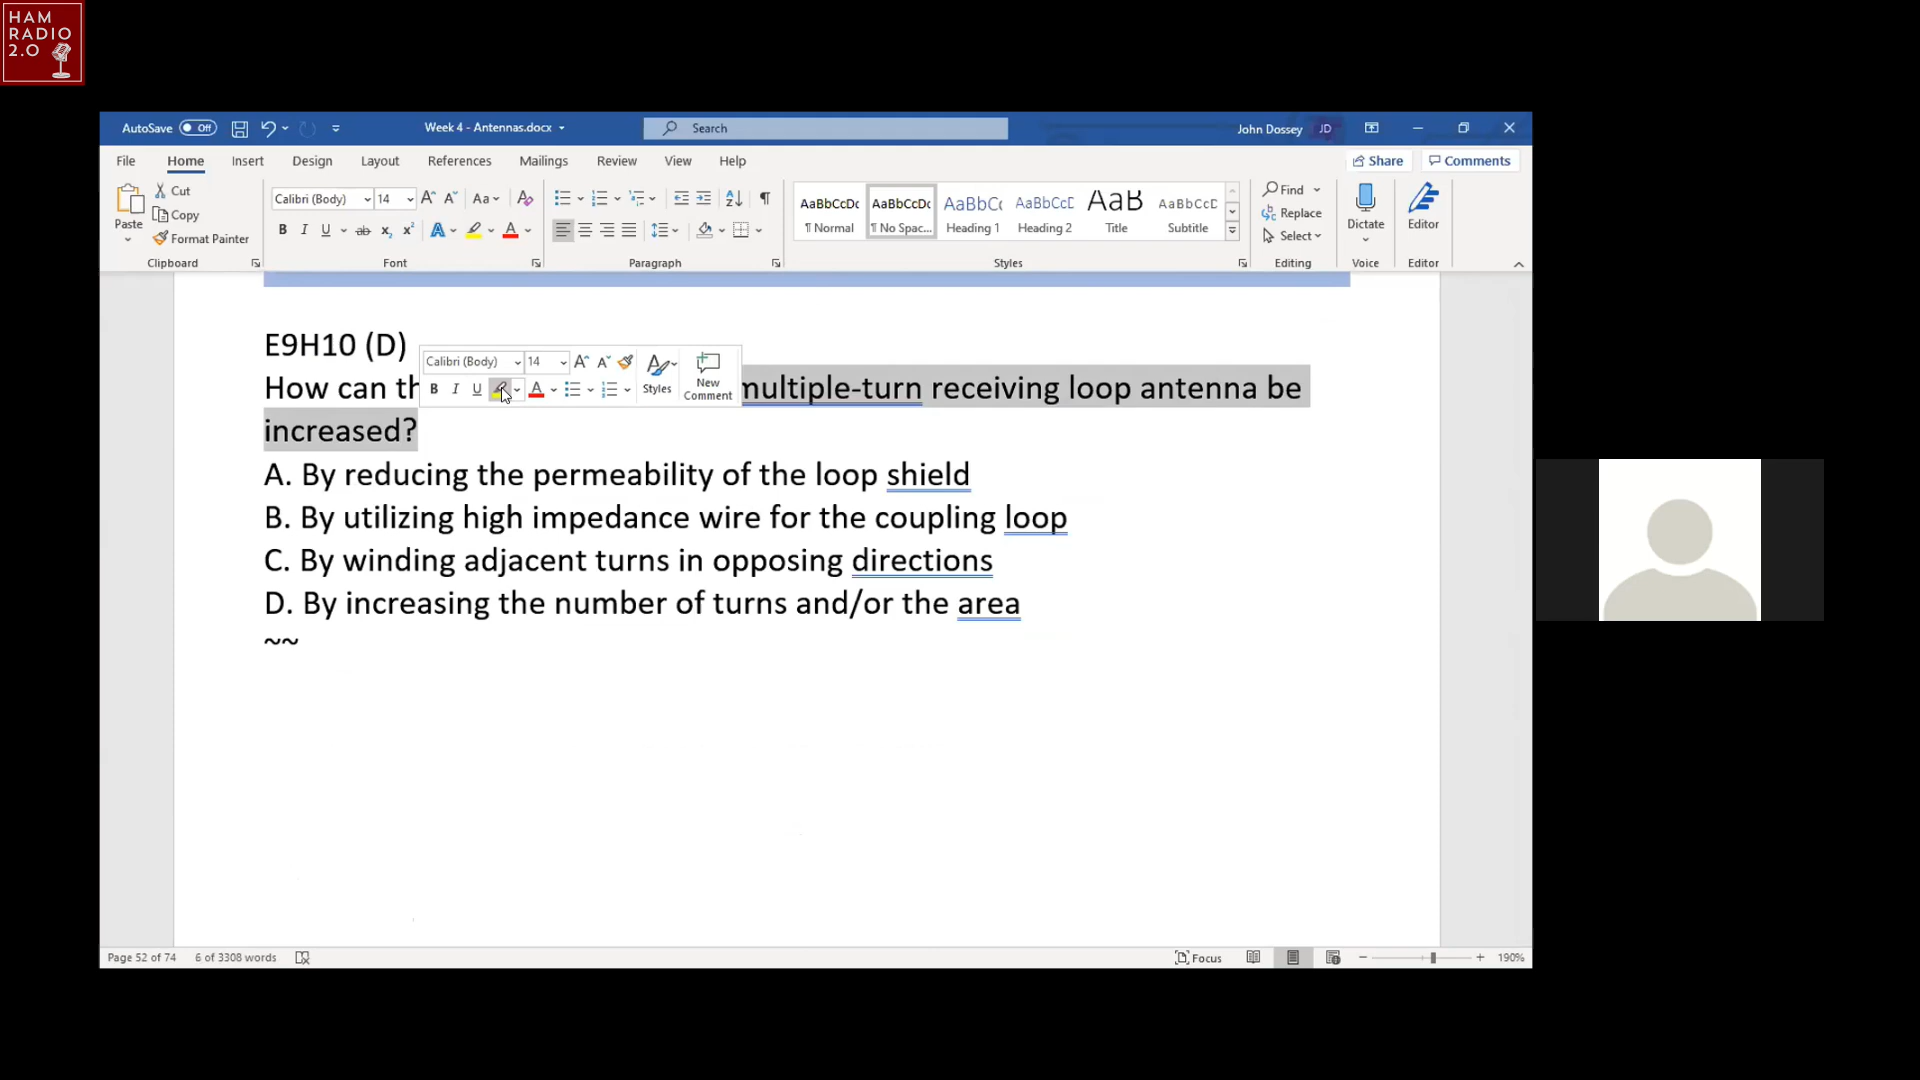 HAM
RADIO
2.0
AutoSave Off Week 4 - Antennas.docx Search John Dossey JD
File Home Insert Design Layout References Mailings Review View Help Share Comments
Paste Cut Copy Format Painter Clipboard
Calibri (Body) 14 Aa B I U ab x₂ x² A A Font
Paragraph
AaBbCcDc AaBbCcDc AaBbCc AaBbCcD AaB AaBbCcD
¶ Normal ¶ No Spac... Heading 1 Heading 2 Title Subtitle
Styles
Find Replace Select Editing
Dictate Voice
Editor Editor
E9H10 (D)
Calibri (Body) 14 A A
B I U A Styles New Comment
How can th multiple-turn receiving loop antenna be
increased?
A. By reducing the permeability of the loop shield
B. By utilizing high impedance wire for the coupling loop
C. By winding adjacent turns in opposing directions
D. By increasing the number of turns and/or the area
~~
Page 52 of 74 6 of 3308 words Focus 190%